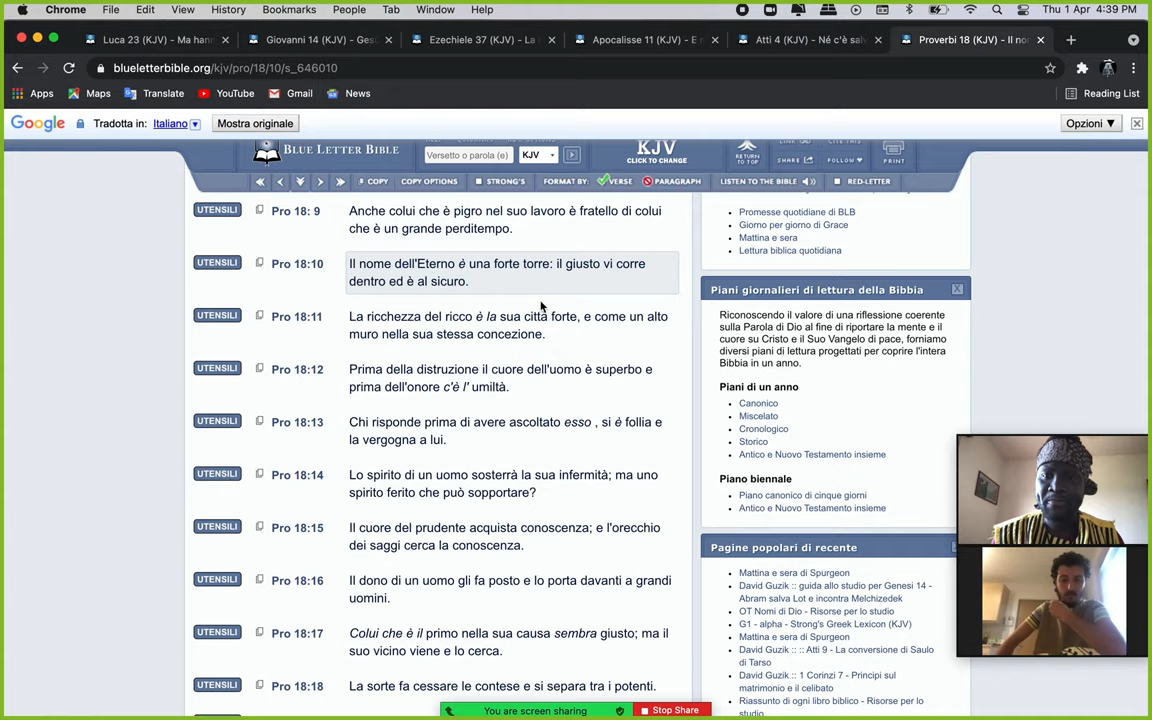 Chrome File Edit View History Bookmarks People Tab Window Help Thu 1 Apr 4:39 PM
Luca 23 (KJV) - Ma han Giovanni 14 (KJV) - Ges Ezechiele 37 (KJV) - La Apocalisse 11 (KJV) - E Atti 4 (KJV) - Né c'è sal Proverbi 18 (KJV) - Il no
blueletterbible.org/kjv/pro/18/10/s_646010
Apps Maps Translate YouTube Gmail News Reading List
Google Tradotta in: Italiano Mostra originale Opzioni ▼
BLUE LETTER BIBLE Versetto o parola (e) KJV KJV CLICK TO CHANGE RETURN TO TOP SHARE FOLLOW PRINT
COPY COPY OPTIONS STRONG'S FORMAT BY: VERSE PARAGRAPH LISTEN TO THE BIBLE RED-LETTER
UTENSILI Pro 18: 9 Anche colui che è pigro nel suo lavoro è fratello di colui
che è un grande perditempo.
UTENSILI Pro 18:10 Il nome dell'Eterno è una forte torre: il giusto vi corre
dentro ed è al sicuro.
UTENSILI Pro 18:11 La ricchezza del ricco è la sua città forte, e come un alto
muro nella sua stessa concezione.
UTENSILI Pro 18:12 Prima della distruzione il cuore dell'uomo è superbo e
prima dell'onore c'è l' umiltà.
UTENSILI Pro 18:13 Chi risponde prima di avere ascoltato esso , si è follia e
la vergogna a lui.
UTENSILI Pro 18:14 Lo spirito di un uomo sosterrà la sua infermità; ma uno
spirito ferito che può sopportare?
UTENSILI Pro 18:15 Il cuore del prudente acquista conoscenza; e l'orecchio
dei saggi cerca la conoscenza.
UTENSILI Pro 18:16 Il dono di un uomo gli fa posto e lo porta davanti a grandi
uomini.
UTENSILI Pro 18:17 Colui che è il primo nella sua causa sembra giusto; ma il
suo vicino viene e lo cerca.
UTENSILI Pro 18:18 La sorte fa cessare le contese e si separa tra i potenti.
Promesse quotidiane di BLB
Giorno per giorno di Grace
Mattina e sera
Lettura biblica quotidiana
Piani giornalieri di lettura della Bibbia X
Riconoscendo il valore di una riflessione coerente
sulla Parola di Dio al fine di riportare la mente e il
cuore su Cristo e il Suo Vangelo di pace, forniamo
diversi piani di lettura progettati per coprire l'intera
Bibbia in un anno.
Piani di un anno
Canonico
Miscelato
Cronologico
Storico
Antico e Nuovo Testamento insieme
Piano biennale
Piano canonico di cinque giorni
Antico e Nuovo Testamento insieme
Pagine popolari di recente
Mattina e sera di Spurgeon
David Guzik :: guida allo studio per Genesi 14 -
Abram salva Lot e incontra Melchizedek
OT Nomi di Dio - Risorse per lo studio
G1 - alpha - Strong's Greek Lexicon (KJV)
Mattina e sera di Spurgeon
David Guzik :: :: Atti 9 - La conversione di Saulo
di Tarso
David Guzik :: 1 Corinzi 7 - Principi sul
matrimonio e il celibato
Riassunto di ogni libro biblico - Risorse per lo
studio
You are screen sharing Stop Share